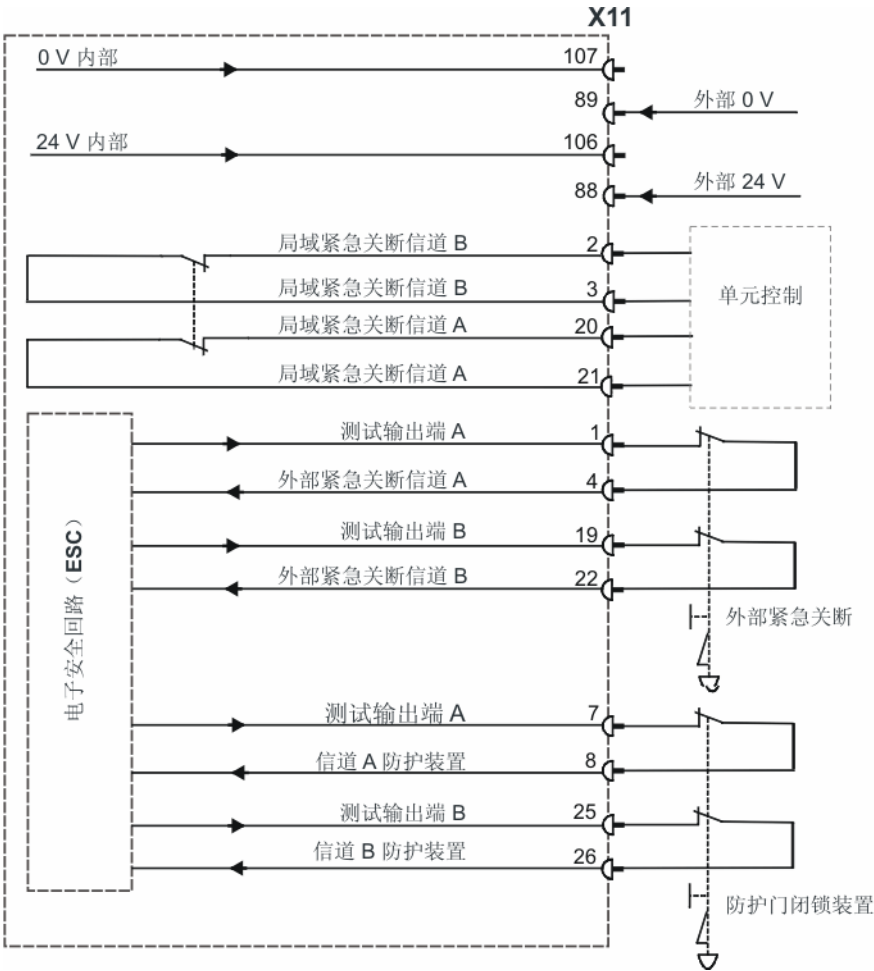 X11
0 V 内部
107
89
外部 0 V
24 V 内部
106
88
外部 24 V
局域紧急关断信道 B
2
局域紧急关断信道 B
3
单元控制
局域紧急关断信道 A
20
局域紧急关断信道 A
21
测试输出端 A
1
外部紧急关断信道 A
4
测试输出端 B
19
外部紧急关断信道 B
22
外部紧急关断
电子安全回路（ESC）
测试输出端 A
7
信道 A 防护装置
8
测试输出端 B
25
信道 B 防护装置
26
防护门闭锁装置